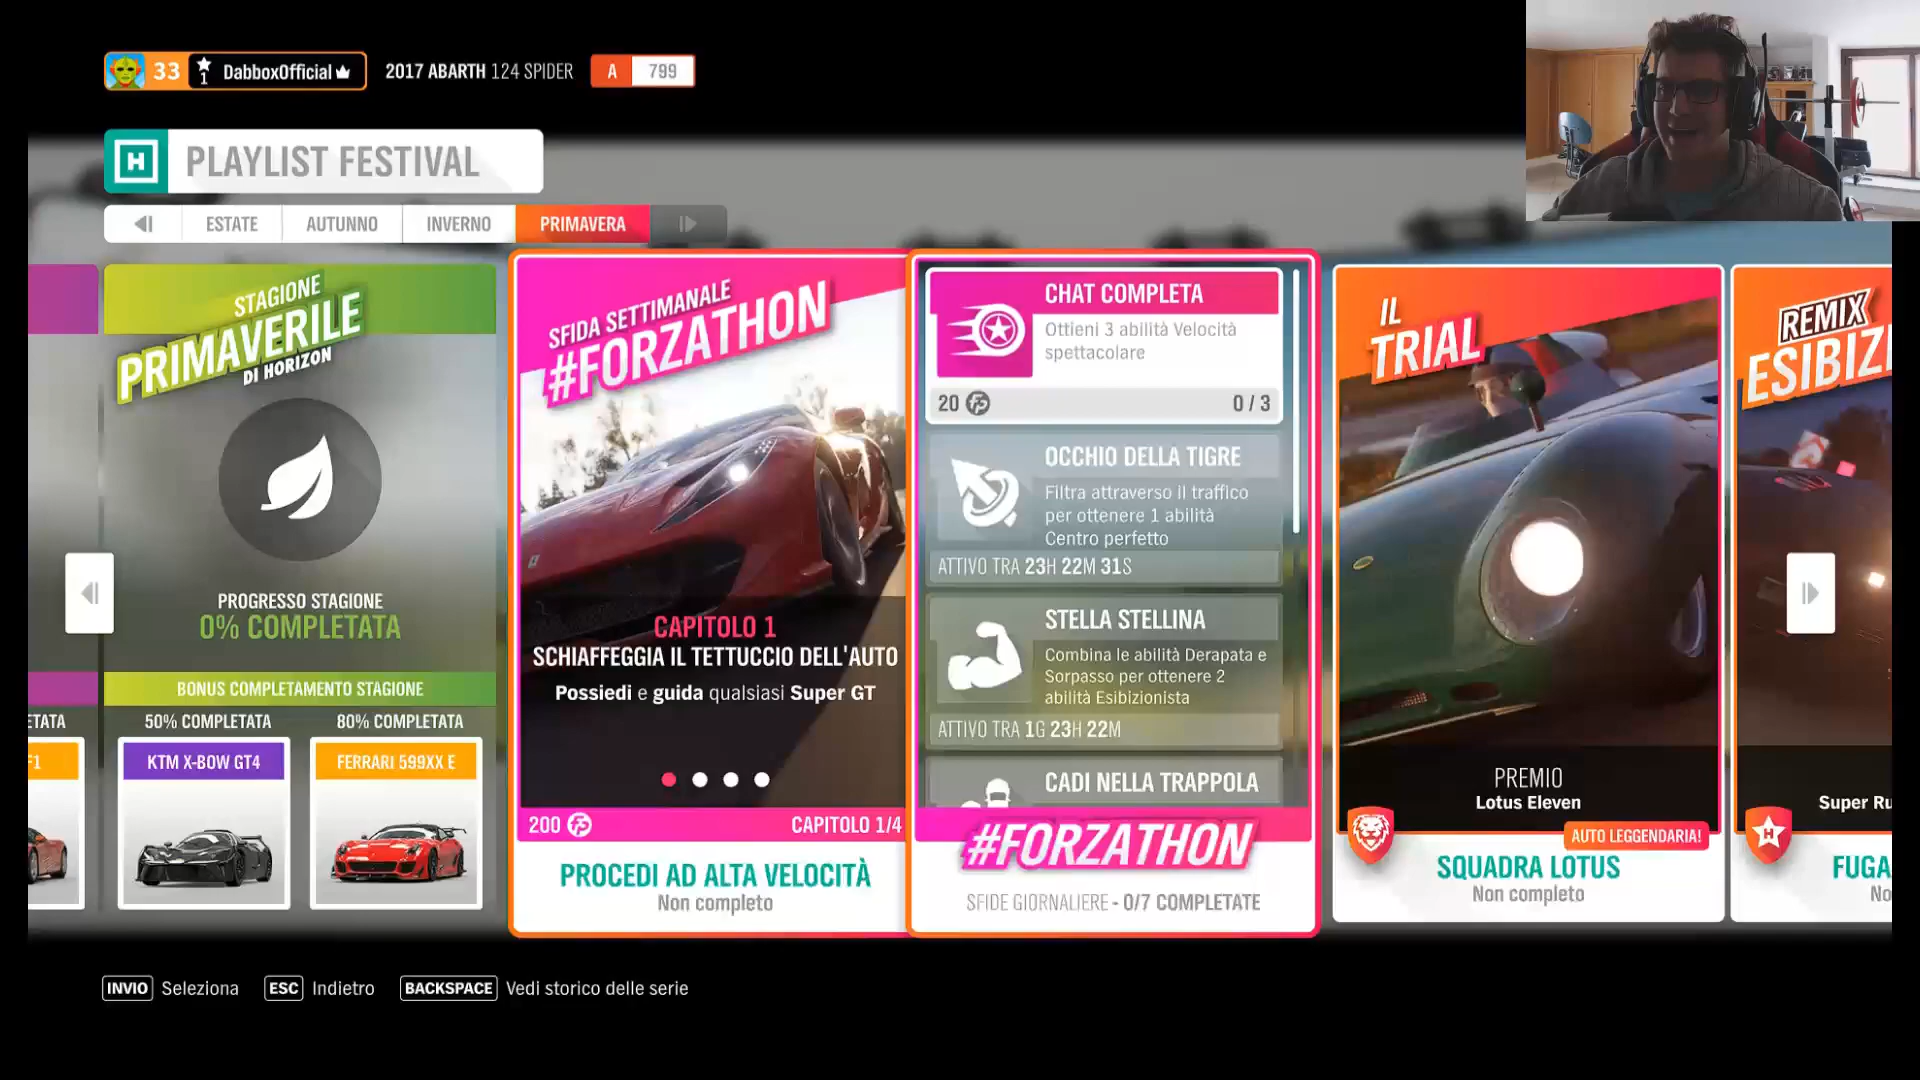 33 1 DabboxOfficial 2017 ABARTH 124 SPIDER A 799
H PLAYLIST FESTIVAL
ESTATE AUTUNNO INVERNO PRIMAVERA
STAGIONE
PRIMAVERILE
DI HORIZON
PROGRESSO STAGIONE
0% COMPLETATA
BONUS COMPLETAMENTO STAGIONE
ETATA 50% COMPLETATA 80% COMPLETATA
F1 KTM X-BOW GT4 FERRARI 599XX E
SFIDA SETTIMANALE
#FORZATHON
CAPITOLO 1
SCHIAFFEGGIA IL TETTUCCIO DELL'AUTO
Possiedi e guida qualsiasi Super GT
200 FP CAPITOLO 1/4
PROCEDI AD ALTA VELOCITÀ
Non completo
CHAT COMPLETA
Ottieni 3 abilità Velocità
spettacolare
20 FP 0 / 3
OCCHIO DELLA TIGRE
Filtra attraverso il traffico
per ottenere 1 abilità
Centro perfetto
ATTIVO TRA 23H 22M 31S
STELLA STELLINA
Combina le abilità Derapata e
Sorpasso per ottenere 2
abilità Esibizionista
ATTIVO TRA 1G 23H 22M
CADI NELLA TRAPPOLA
#FORZATHON
SFIDE GIORNALIERE - 0/7 COMPLETATE
IL
TRIAL
PREMIO
Lotus Eleven
AUTO LEGGENDARIA!
SQUADRA LOTUS
Non completo
REMIX
ESIBIZI
Super Ru
H
FUGA
No
INVIO Seleziona ESC Indietro BACKSPACE Vedi storico delle serie